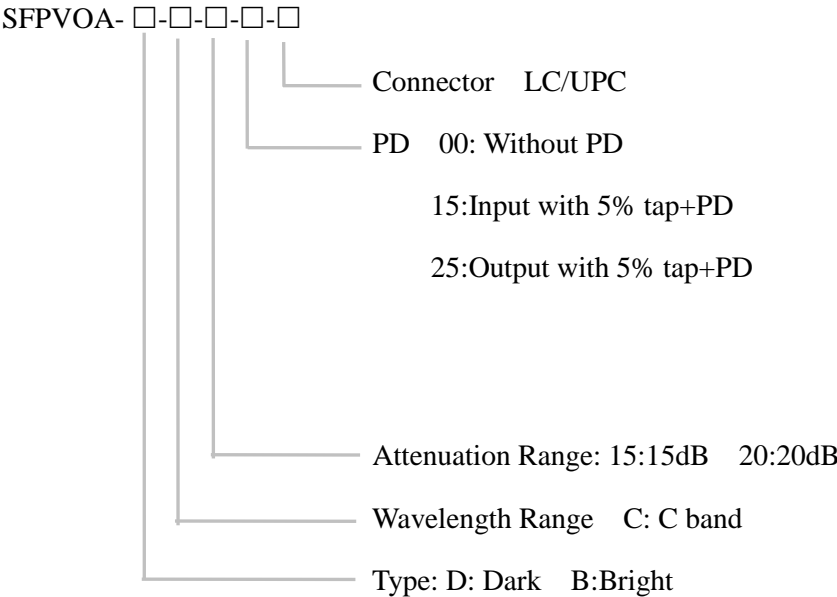 SFPVOA- □-□-□-□-□
Connector LC/UPC
PD 00: Without PD
15:Input with 5% tap+PD
25:Output with 5% tap+PD
Attenuation Range: 15:15dB 20:20dB
Wavelength Range C: C band
Type: D: Dark B:Bright